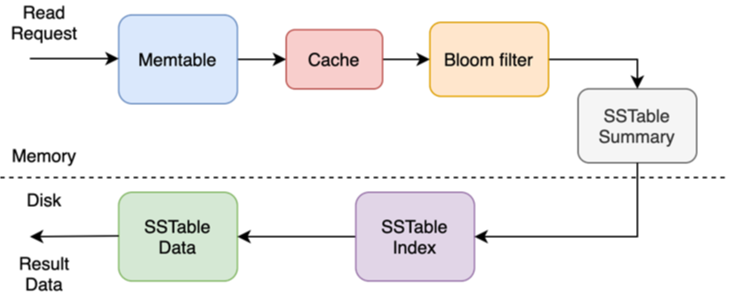 Read
Request
Memtable
Cache
Bloom filter
SSTable
Summary
Memory
Disk
SSTable
Data
SSTable
Index
Result
Data